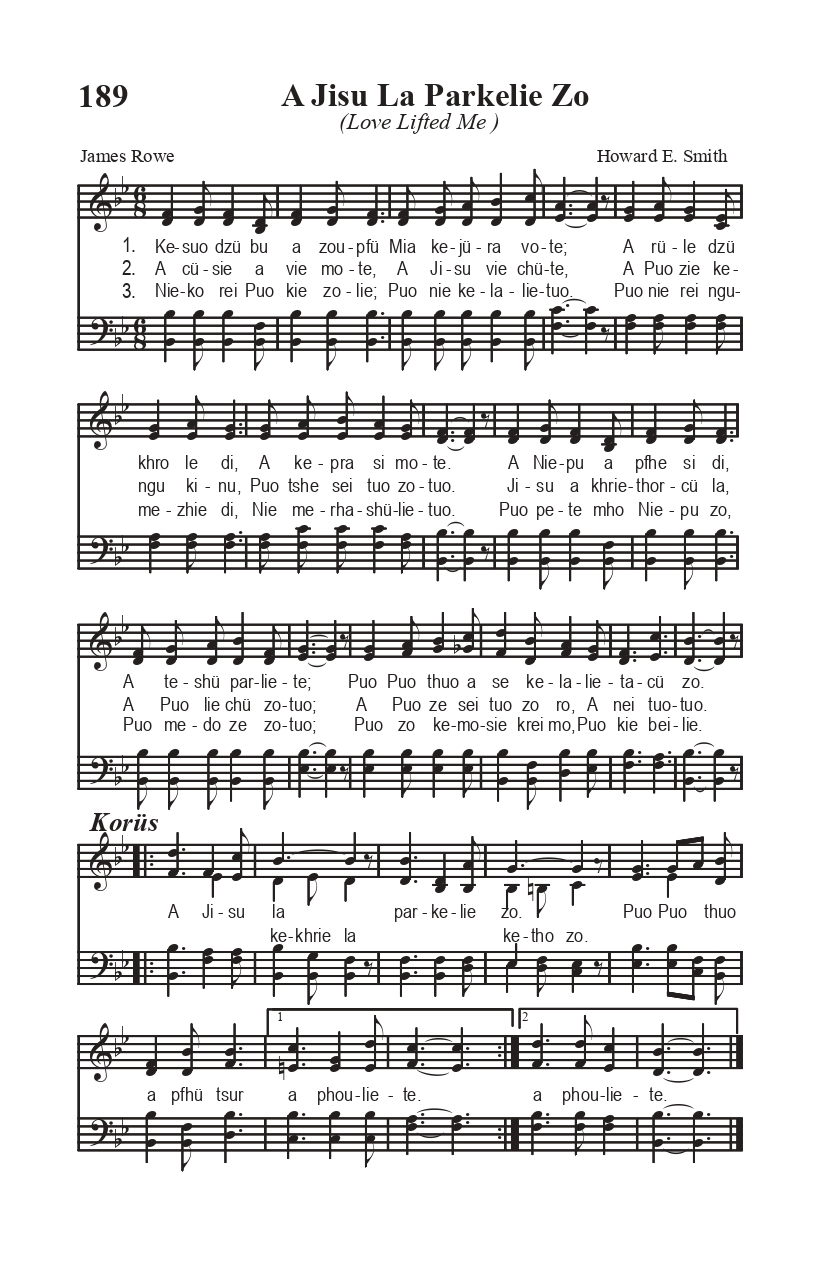 189
A Jisu La Parkelie Zo
(Love Lifted Me )
James Rowe
Howard E. Smith
1. Ke-suo dzü bu a zou-pfü Mia ke-jü-ra vo-te; A rü-le dzü
2. A cü-sie a vie mo-te, A Ji-su vie chü-te, A Puo zie ke-
3. Nie-ko rei Puo kie zo-lie; Puo nie ke-la-lie-tuo. Puo nie rei ngu-
khro le di, A ke-pra si mo-te. A Nie-pu a pfhe si di,
ngu ki-nu, Puo tshe sei tuo zo-tuo. Ji-su a khrie-thor-cü la,
me-zhie di, Nie me-rha-shü-lie-tuo. Puo pe-te mho Nie-pu zo,
A te-shü par-lie-te; Puo Puo thuo a se ke-la-lie-ta-cü zo.
A Puo lie chü zo-tuo; A Puo ze sei tuo zo ro, A nei tuo-tuo.
Puo me-do ze zo-tuo; Puo zo ke-mo-sie krei mo, Puo kie bei-lie.
Korüs
A Ji-su la par-ke-lie zo. Puo Puo thuo
ke-khrie la ke-tho zo.
1 2
a pfhü tsur a phou-lie-te. a phou-lie-te.